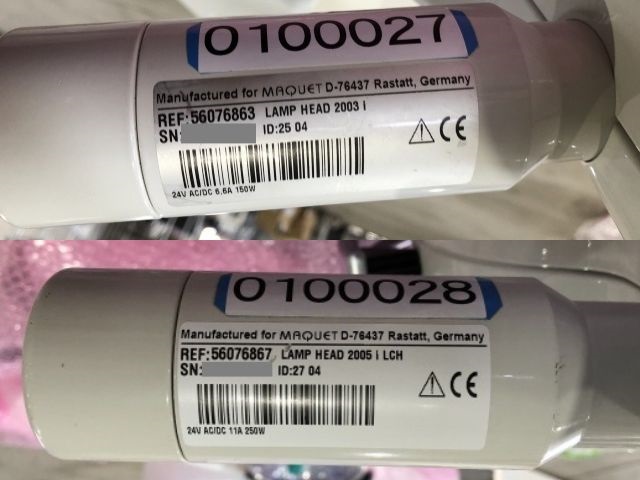 0100027
Manufactured for MAQUET D-76437 Rastatt, Germany
REF:56076863 LAMP HEAD 2003 i
SN: ID:25 04
CE
24V AC/DC 6,6A 150W
0100028
Manufactured for MAQUET D-76437 Rastatt, Germany
REF:56076867 LAMP HEAD 2005 i LCH
SN: ID:27 04
CE
24V AC/DC 11A 250W